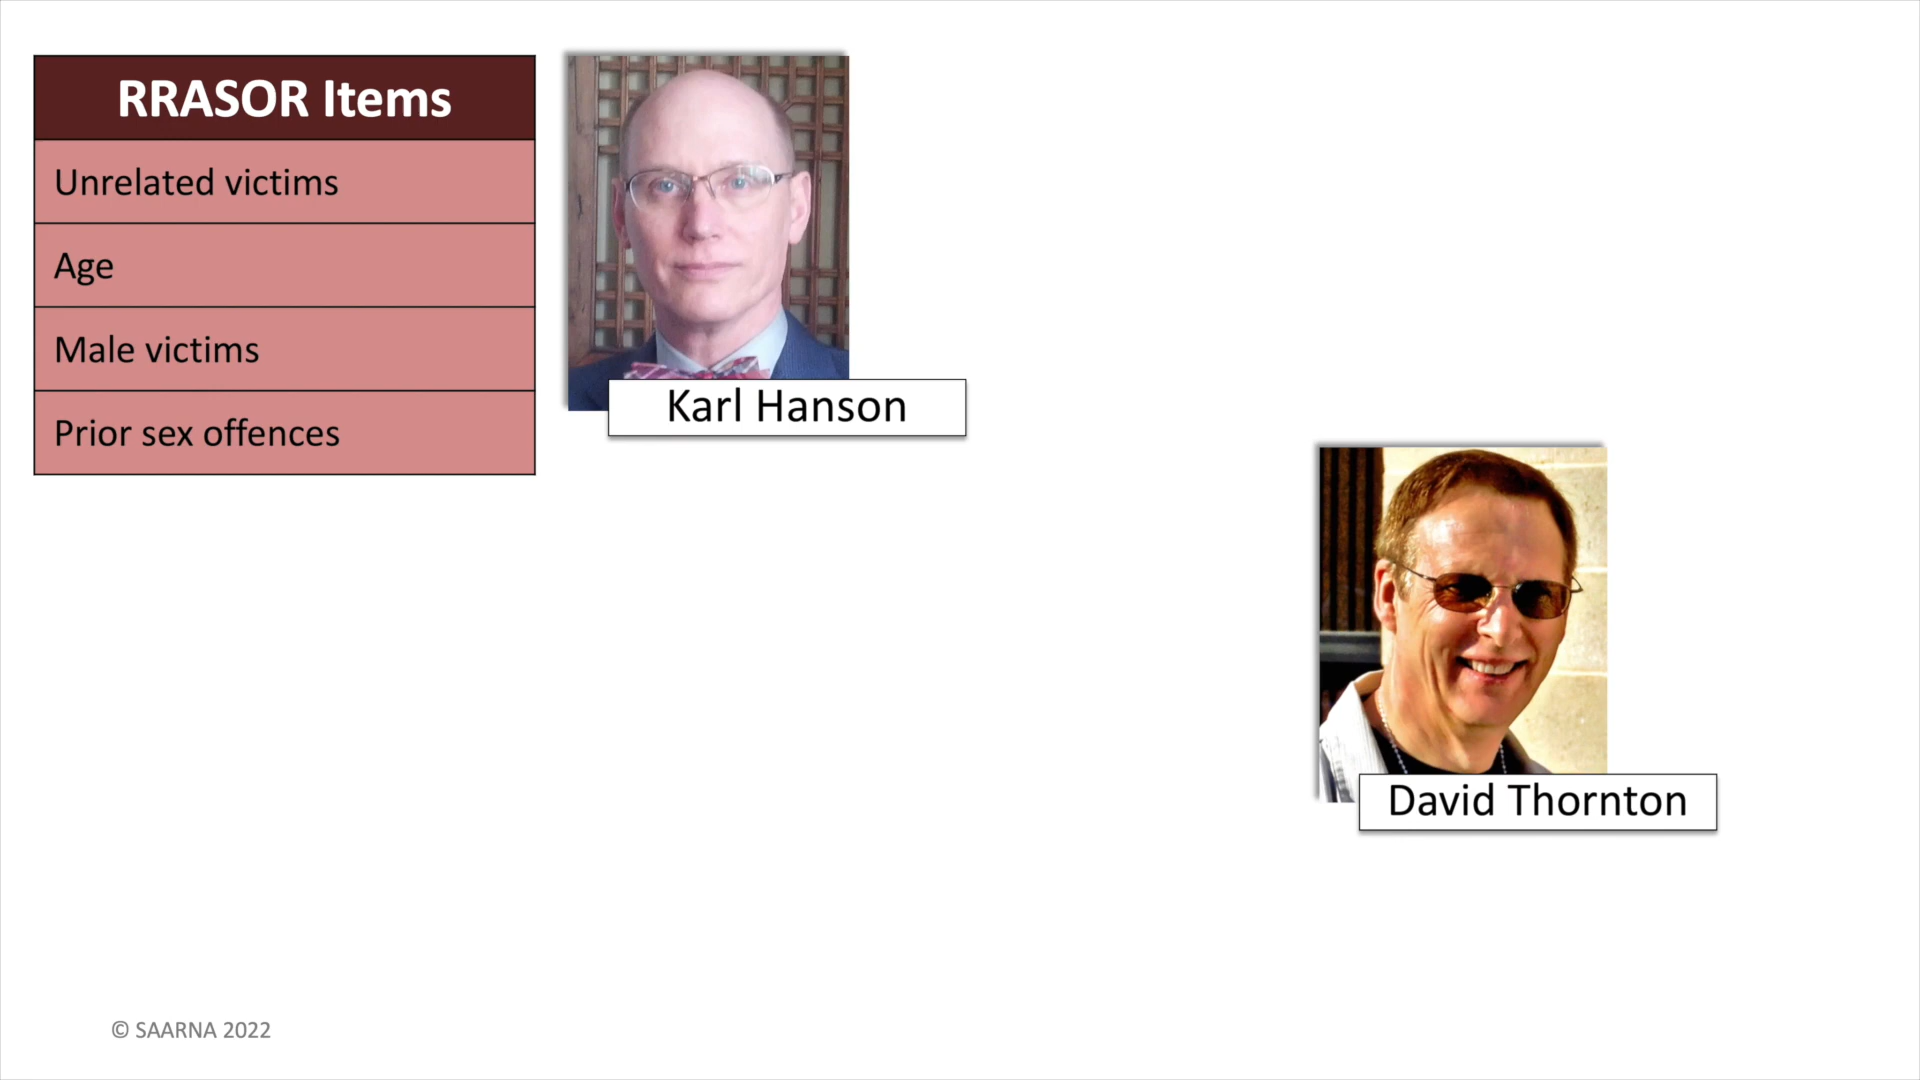 RRASOR Items
Unrelated victims
Age
Male victims
Prior sex offences
Karl Hanson
David Thornton
© SAARNA 2022